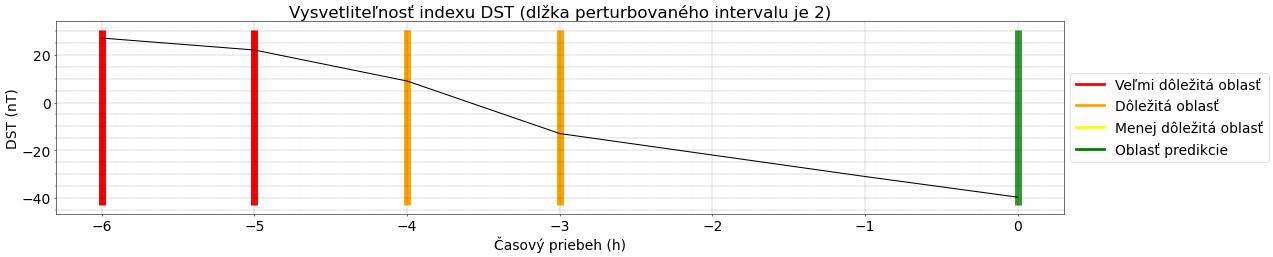 Vysvetliteľnosť indexu DST (dlžka perturbovaného intervalu je 2)
DST (nT)
20
0
−20
−40
−6 −5 −4 −3 −2 −1 0
Časový priebeh (h)
Veľmi dôležitá oblasť
Dôležitá oblasť
Menej dôležitá oblasť
Oblasť predikcie